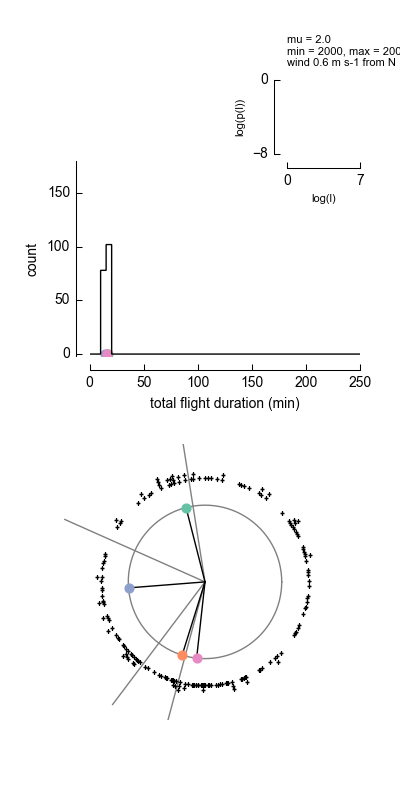 mu = 2.0
min = 2000, max = 200
wind 0.6 m s-1 from N
0
log(p(l))
−8
0 7
log(l)
150
100
50
0
count
0 50 100 150 200 250
total flight duration (min)